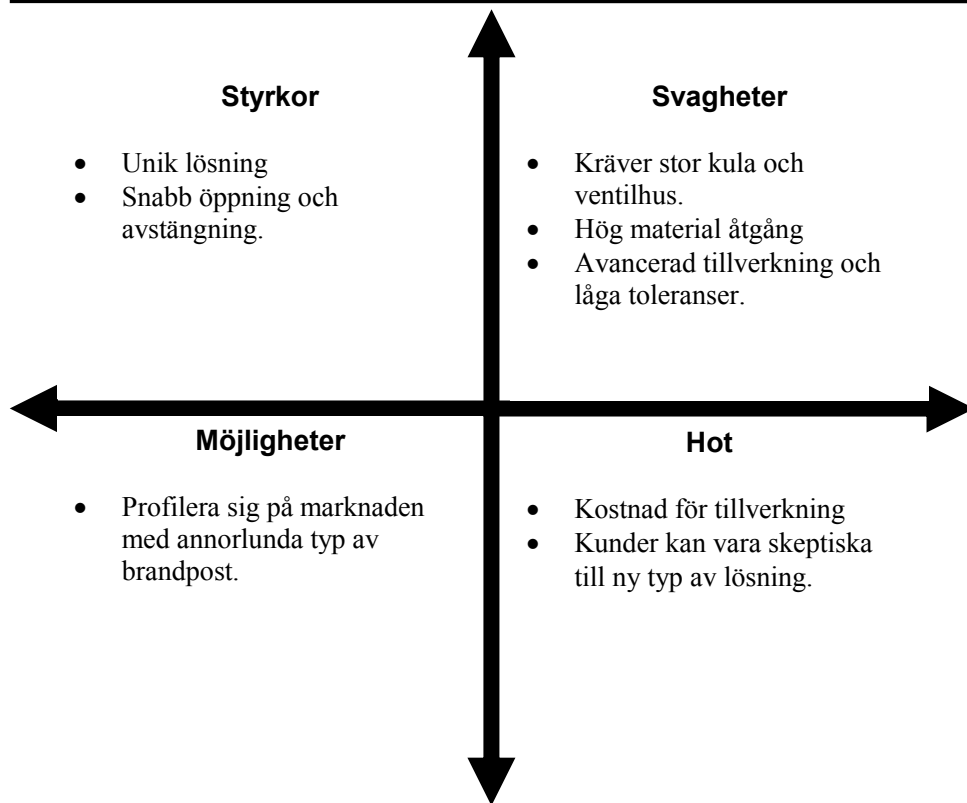 Styrkor
• Unik lösning
• Snabb öppning och
avstängning.
Svagheter
• Kräver stor kula och
ventilhus.
• Hög material åtgång
• Avancerad tillverkning och
låga toleranser.
Möjligheter
• Profilera sig på marknaden
med annorlunda typ av
brandpost.
Hot
• Kostnad för tillverkning
• Kunder kan vara skeptiska
till ny typ av lösning.